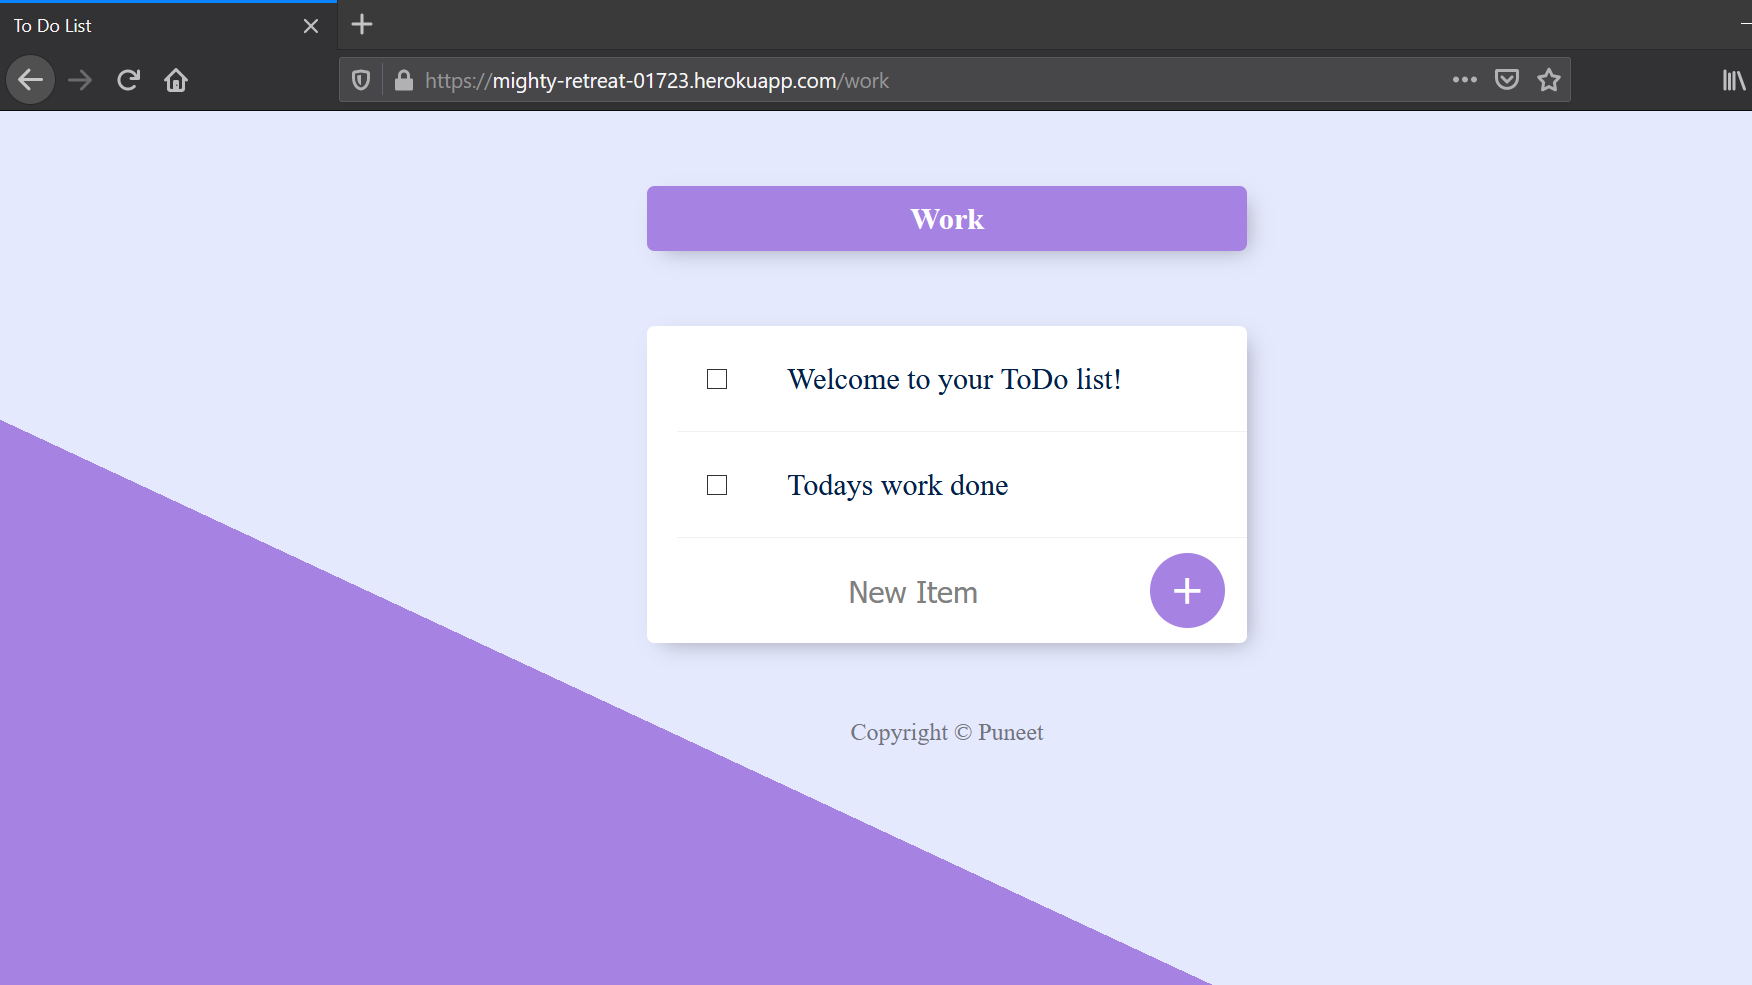 To Do List
https://mighty-retreat-01723.herokuapp.com/work
Work
Welcome to your ToDo list!
Todays work done
New Item
Copyright © Puneet